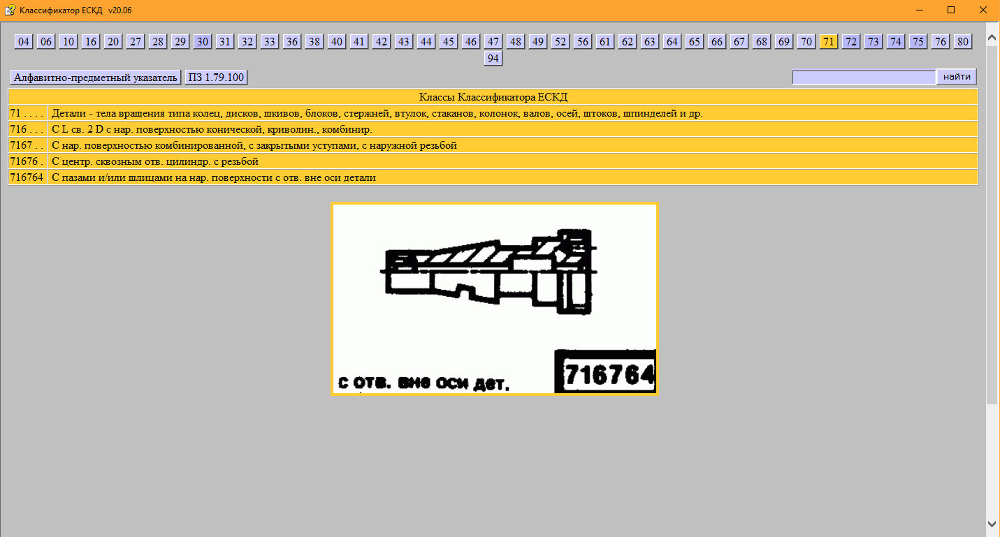 Классификатор ЕСКД v20.06
04 06 10 16 20 27 28 29 30 31 32 33 36 38 40 41 42 43 44 45 46 47 48 49 52 56 61 62 63 64 65 66 67 68 69 70 71 72 73 74 75 76 80
94
Алфавитно-предметный указатель ПЗ 1.79.100 найти
Классы Классификатора ЕСКД
71 . . . . Детали - тела вращения типа колец, дисков, шкивов, блоков, стержней, втулок, стаканов, колонок, валов, осей, штоков, шпинделей и др.
716 . . . С L св. 2 D с нар. поверхностью конической, криволин., комбинир.
7167 . . С нар. поверхностью комбинированной, с закрытыми уступами, с наружной резьбой
71676 . С центр. сквозным отв. цилиндр. с резьбой
716764 С пазами и/или шлицами на нар. поверхности с отв. вне оси детали
716764
с отв. вне оси дет.